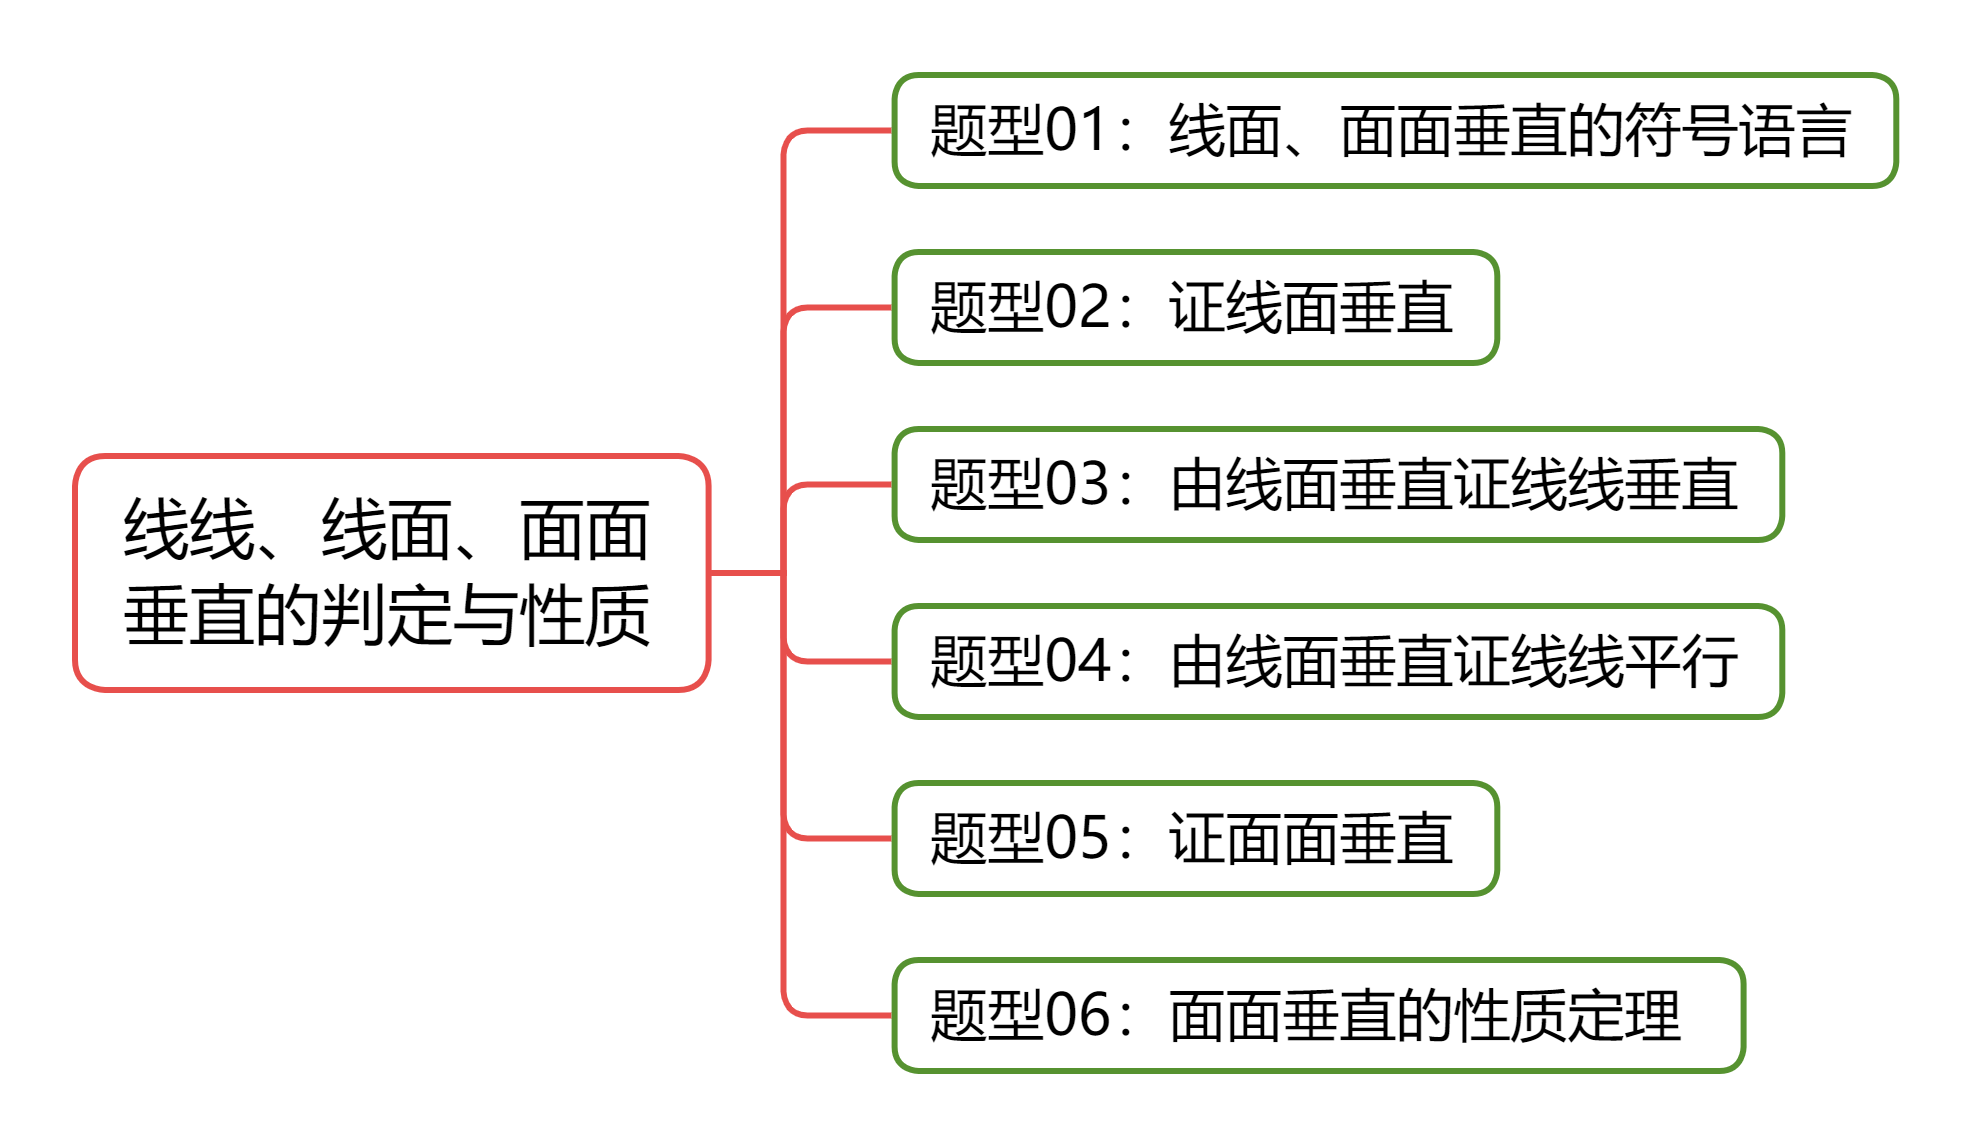 线线、线面、面面
垂直的判定与性质
题型01：线面、面面垂直的符号语言
题型02：证线面垂直
题型03：由线面垂直证线线垂直
题型04：由线面垂直证线线平行
题型05：证面面垂直
题型06：面面垂直的性质定理